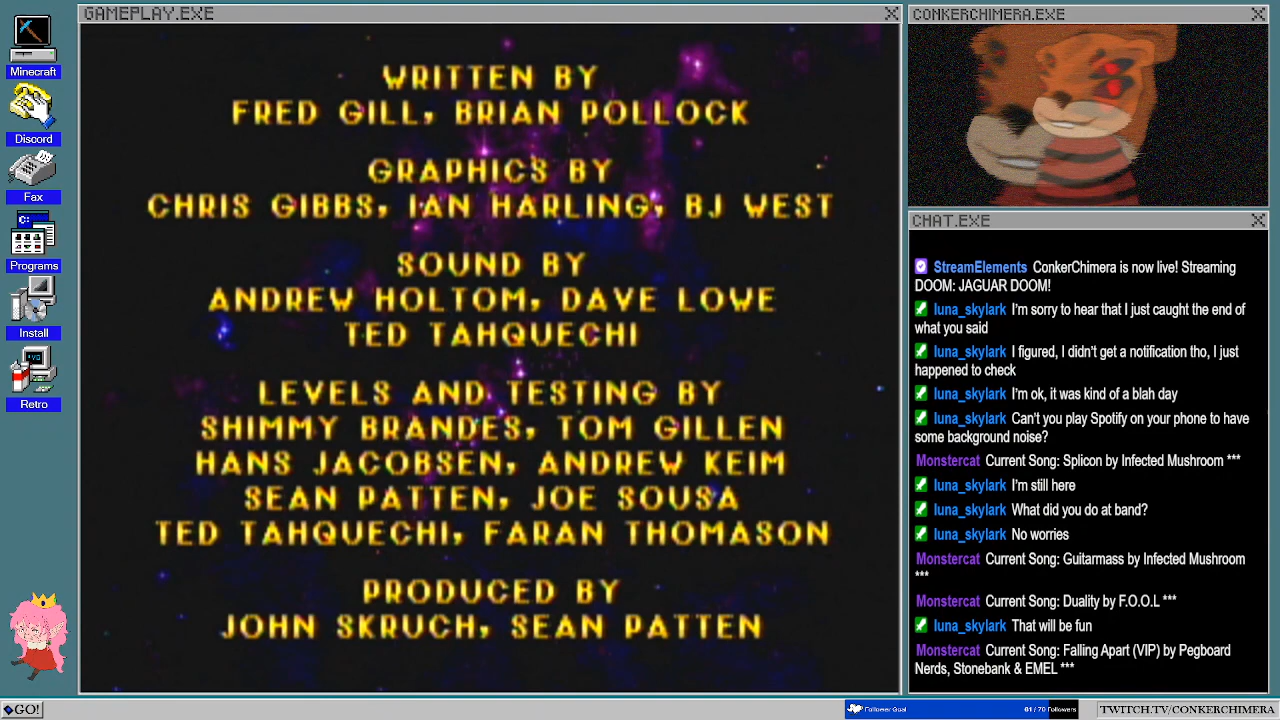 GAMEPLAY.EXE
WRITTEN BY
FRED GILL, BRIAN POLLOCK
GRAPHICS BY
CHRIS GIBBS, IAN HARLING, BJ WEST
SOUND BY
ANDREW HOLTOM, DAVE LOWE
TED TAHQUECHI
LEVELS AND TESTING BY
SHIMMY BRANDES, TOM GILLEN
HANS JACOBSEN, ANDREW KEIM
SEAN PATTEN, JOE SOUSA
TED TAHQUECHI, FARAN THOMASON
PRODUCED BY
JOHN SKRUCH, SEAN PATTEN
Minecraft
Discord
Fax
Programs
Install
Retro
CONKERCHIMERA.EXE
CHAT.EXE
StreamElements ConkerChimera is now live! Streaming
DOOM: JAGUAR DOOM!
luna_skylark I'm sorry to hear that I just caught the end of
what you said
luna_skylark I figured, I didn't get a notification tho, I just
happened to check
luna_skylark I'm ok, it was kind of a blah day
luna_skylark Can't you play Spotify on your phone to have
some background noise?
Monstercat Current Song: Splicon by Infected Mushroom ***
luna_skylark I'm still here
luna_skylark What did you do at band?
luna_skylark No worries
Monstercat Current Song: Guitarmass by Infected Mushroom
***
Monstercat Current Song: Duality by F.O.O.L ***
luna_skylark That will be fun
Monstercat Current Song: Falling Apart (VIP) by Pegboard
Nerds, Stonebank & EMEL ***
GO!
Follower Goal
61 / 70 Followers
TWITCH.TV/CONKERCHIMERA